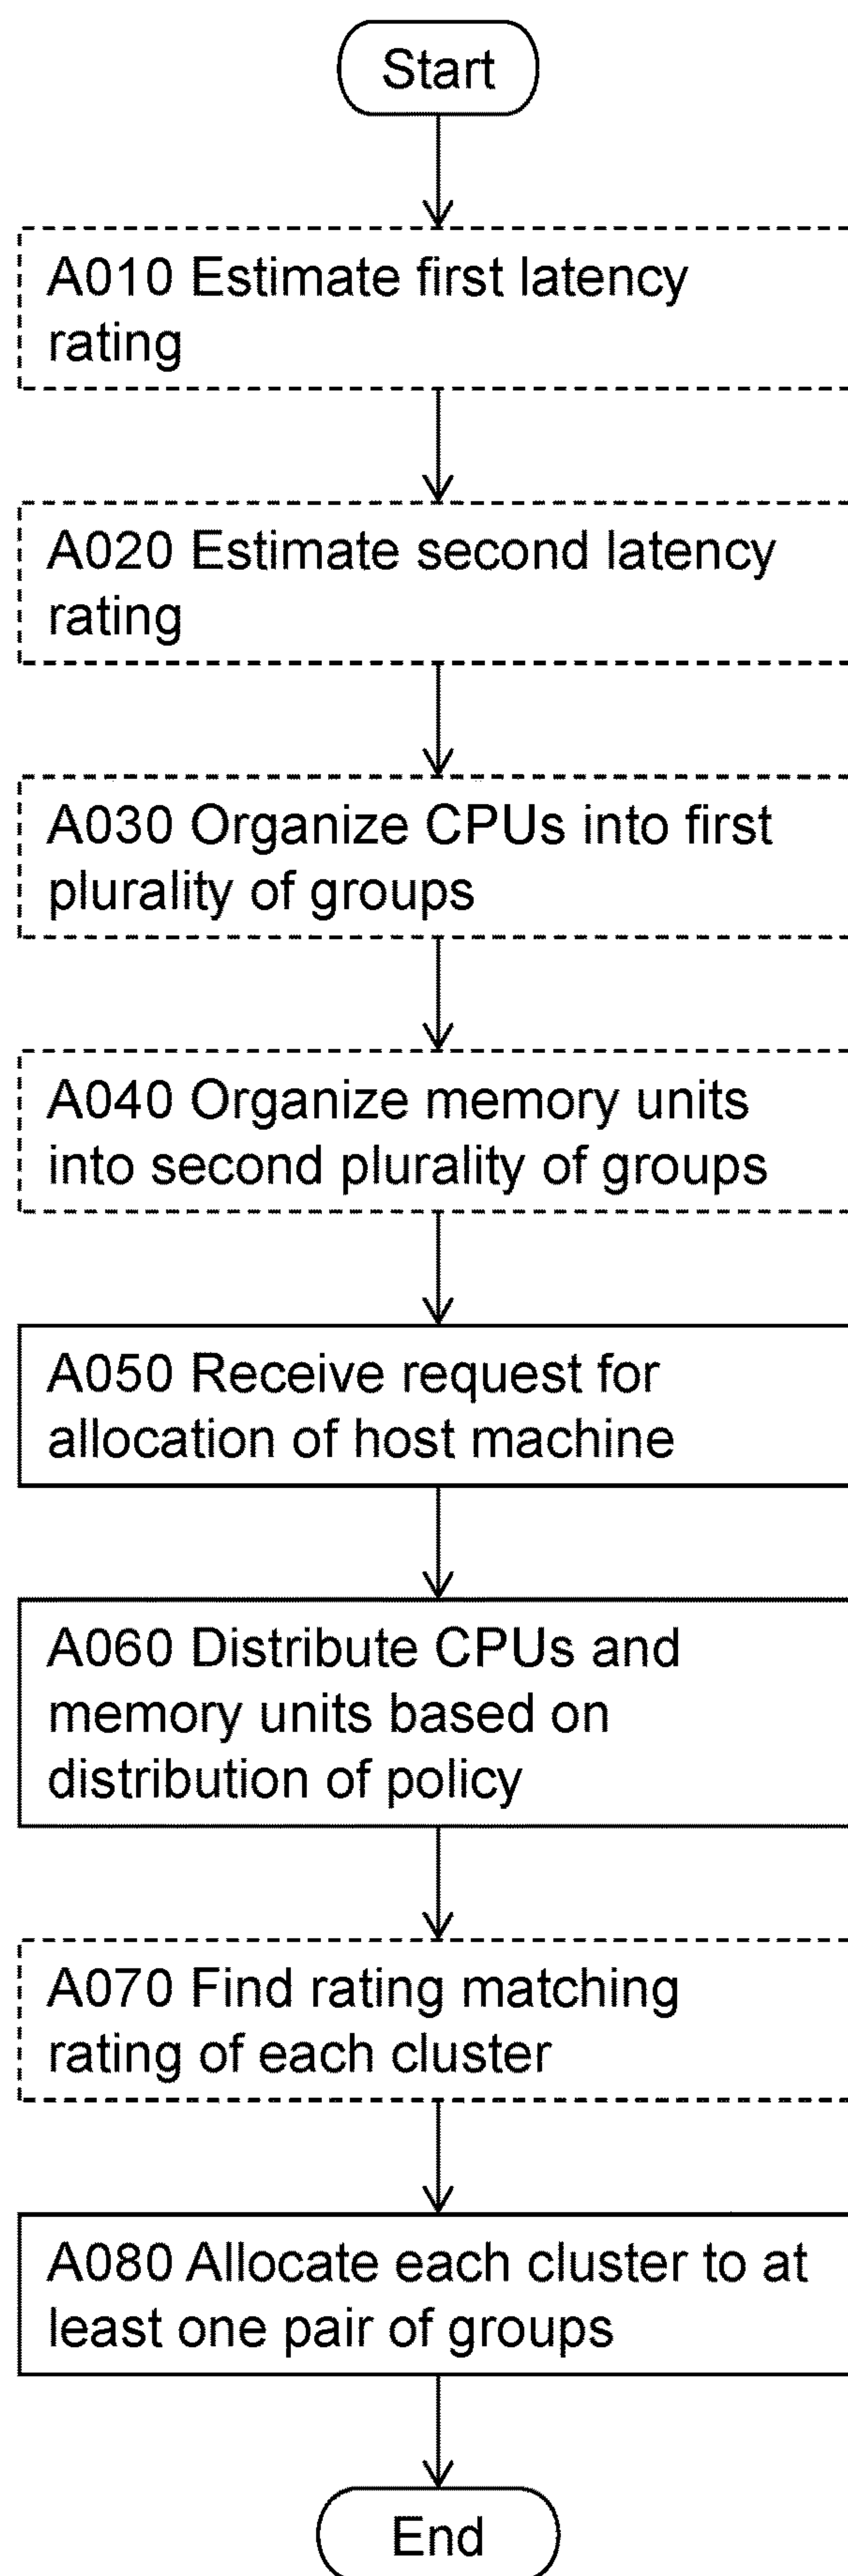 Start
A010 Estimate first latency
rating
A020 Estimate second latency
rating
A030 Organize CPUs into first
plurality of groups
A040 Organize memory units
into second plurality of groups
A050 Receive request for
allocation of host machine
A060 Distribute CPUs and
memory units based on
distribution of policy
A070 Find rating matching
rating of each cluster
A080 Allocate each cluster to at
least one pair of groups
End